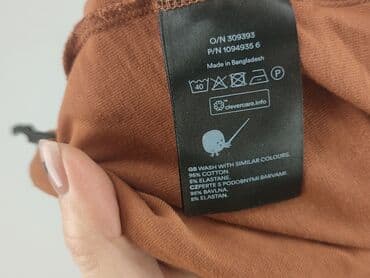 O/N 309393
P/N 1094935 6
Made in Bangladesh
40 P
clevercare.info
GB WASH WITH SIMILAR COLOURS.
95% COTTON.
5% ELASTANE.
CZ PERTE S PODOBNÝMI BARVAMI.
95% BAVLNA.
5% ELASTANE.